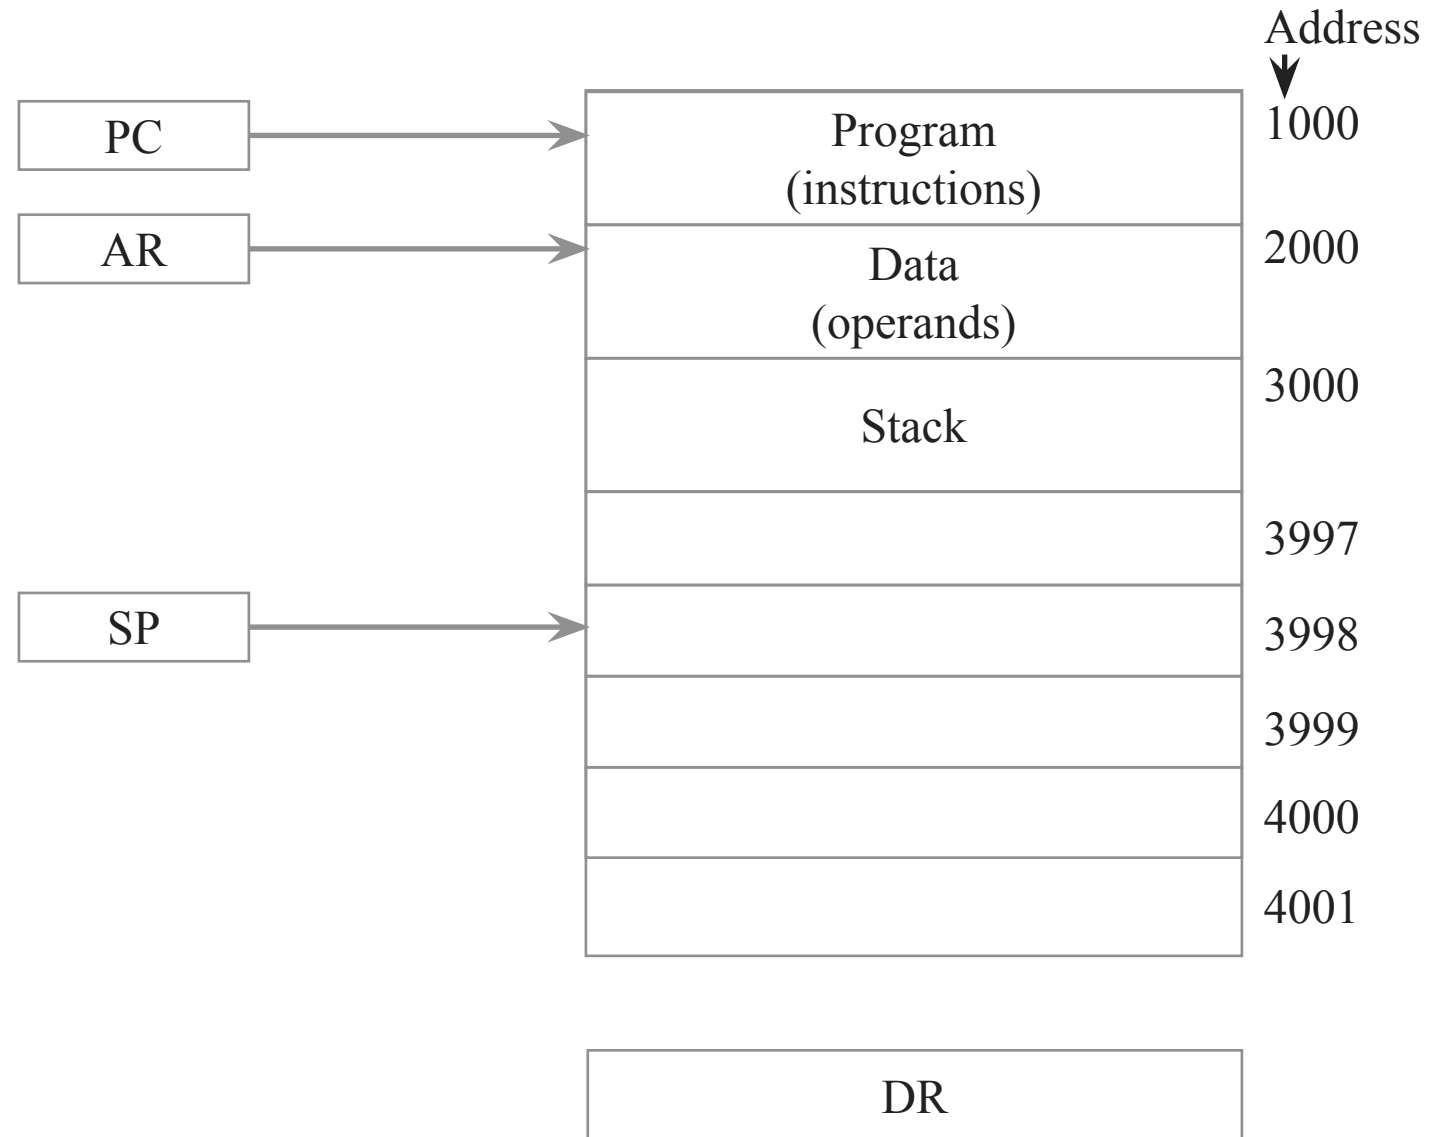 Address
PC
Program
(instructions)
1000
AR
Data
(operands)
2000
Stack
3000
3997
SP
3998
3999
4000
4001
DR